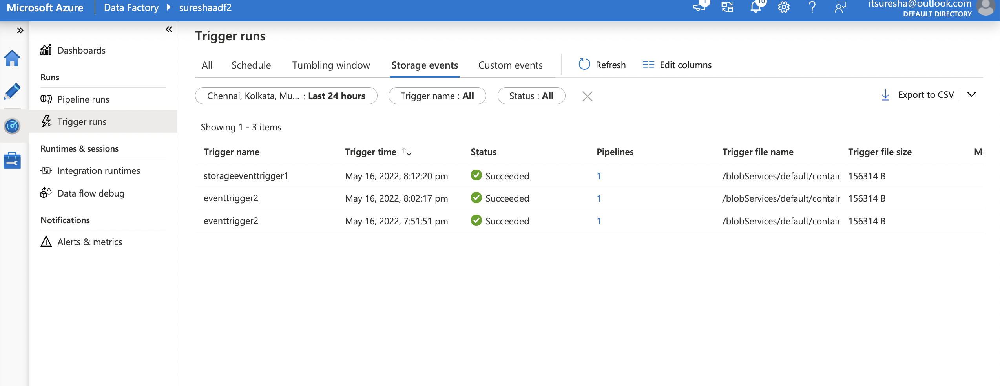 Microsoft Azure | Data Factory sureshaadf2
1 10
itsuresha@outlook.com
DEFAULT DIRECTORY
Dashboards
Runs
Pipeline runs
Trigger runs
Runtimes & sessions
Integration runtimes
Data flow debug
Notifications
Alerts & metrics
Trigger runs
All Schedule Tumbling window Storage events Custom events Refresh Edit columns
Chennai, Kolkata, Mu... : Last 24 hours Trigger name : All Status : All Export to CSV
Showing 1 - 3 items
Trigger name Trigger time Status Pipelines Trigger file name Trigger file size
storageeventtrigger1 May 16, 2022, 8:12:20 pm Succeeded 1 /blobServices/default/contair 156314 B
eventtrigger2 May 16, 2022, 8:02:17 pm Succeeded 1 /blobServices/default/contair 156314 B
eventtrigger2 May 16, 2022, 7:51:51 pm Succeeded 1 /blobServices/default/contair 156314 B